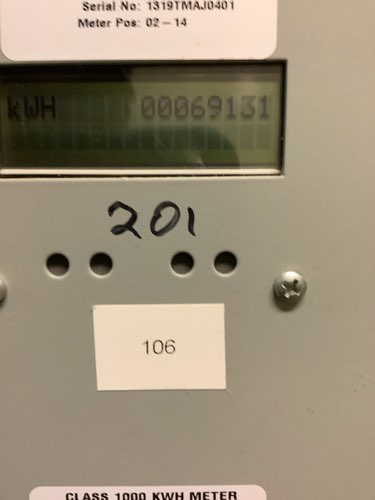 Serial No: 1319TMAJ0401
Meter Pos: 02 – 14
kWH 00069131
201
106
CLASS 1000 KWH METER